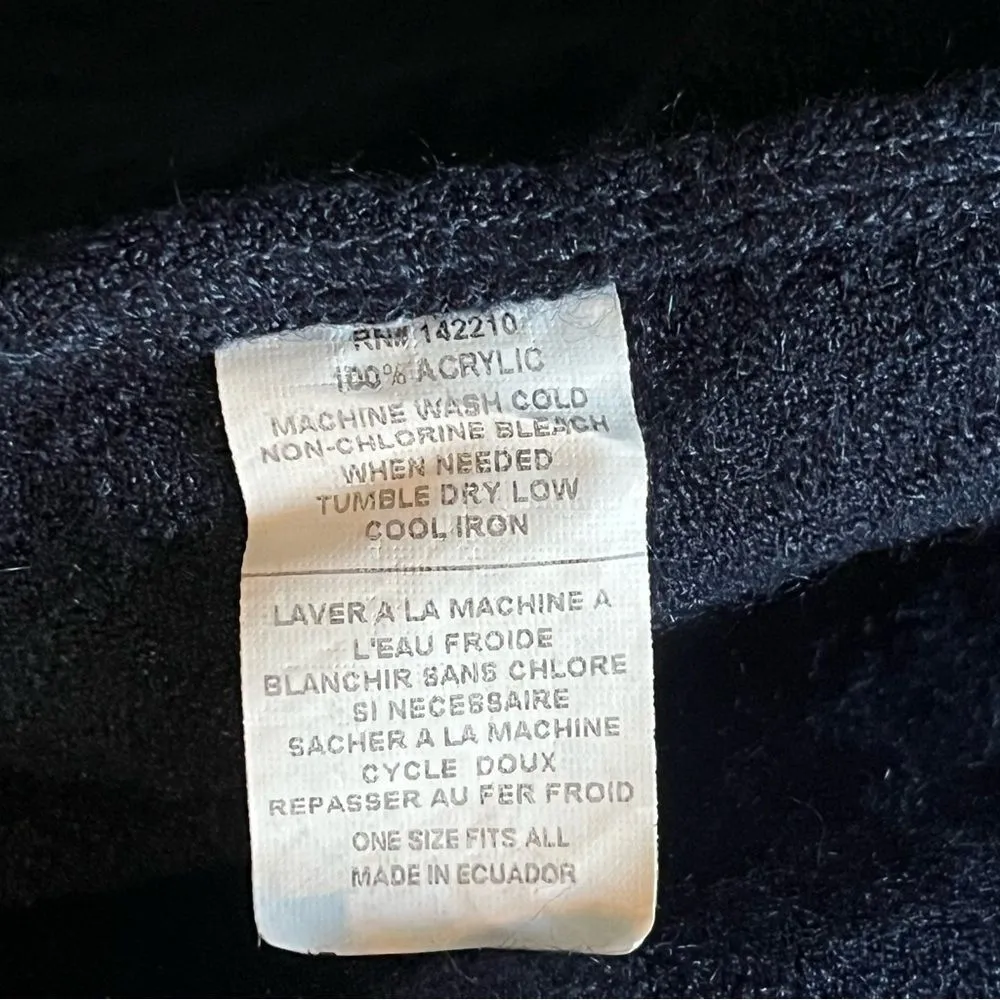 RN# 142210
100% ACRYLIC
MACHINE WASH COLD
NON-CHLORINE BLEACH
WHEN NEEDED
TUMBLE DRY LOW
COOL IRON
LAVER A LA MACHINE A
L'EAU FROIDE
BLANCHIR SANS CHLORE
SI NECESSAIRE
SACHER A LA MACHINE
CYCLE DOUX
REPASSER AU FER FROID
ONE SIZE FITS ALL
MADE IN ECUADOR